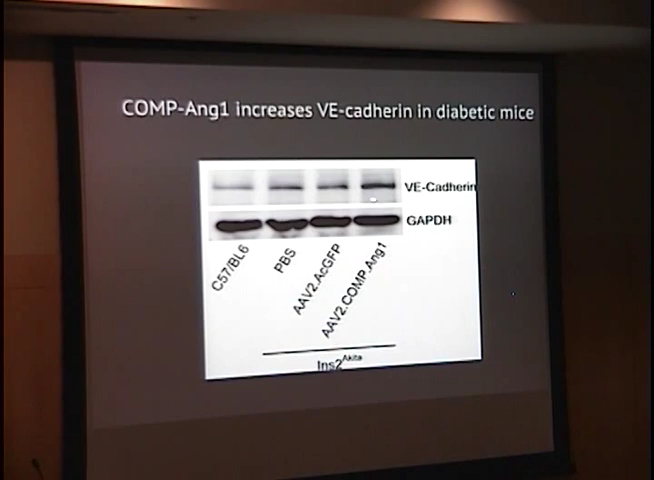 COMP-Ang1 increases VE-cadherin in diabetic mice
VE-Cadherin
GAPDH
C57/BL6
PBS
AAV2.AcGFP
AAV2.COMP.Ang1
Ins2Akita